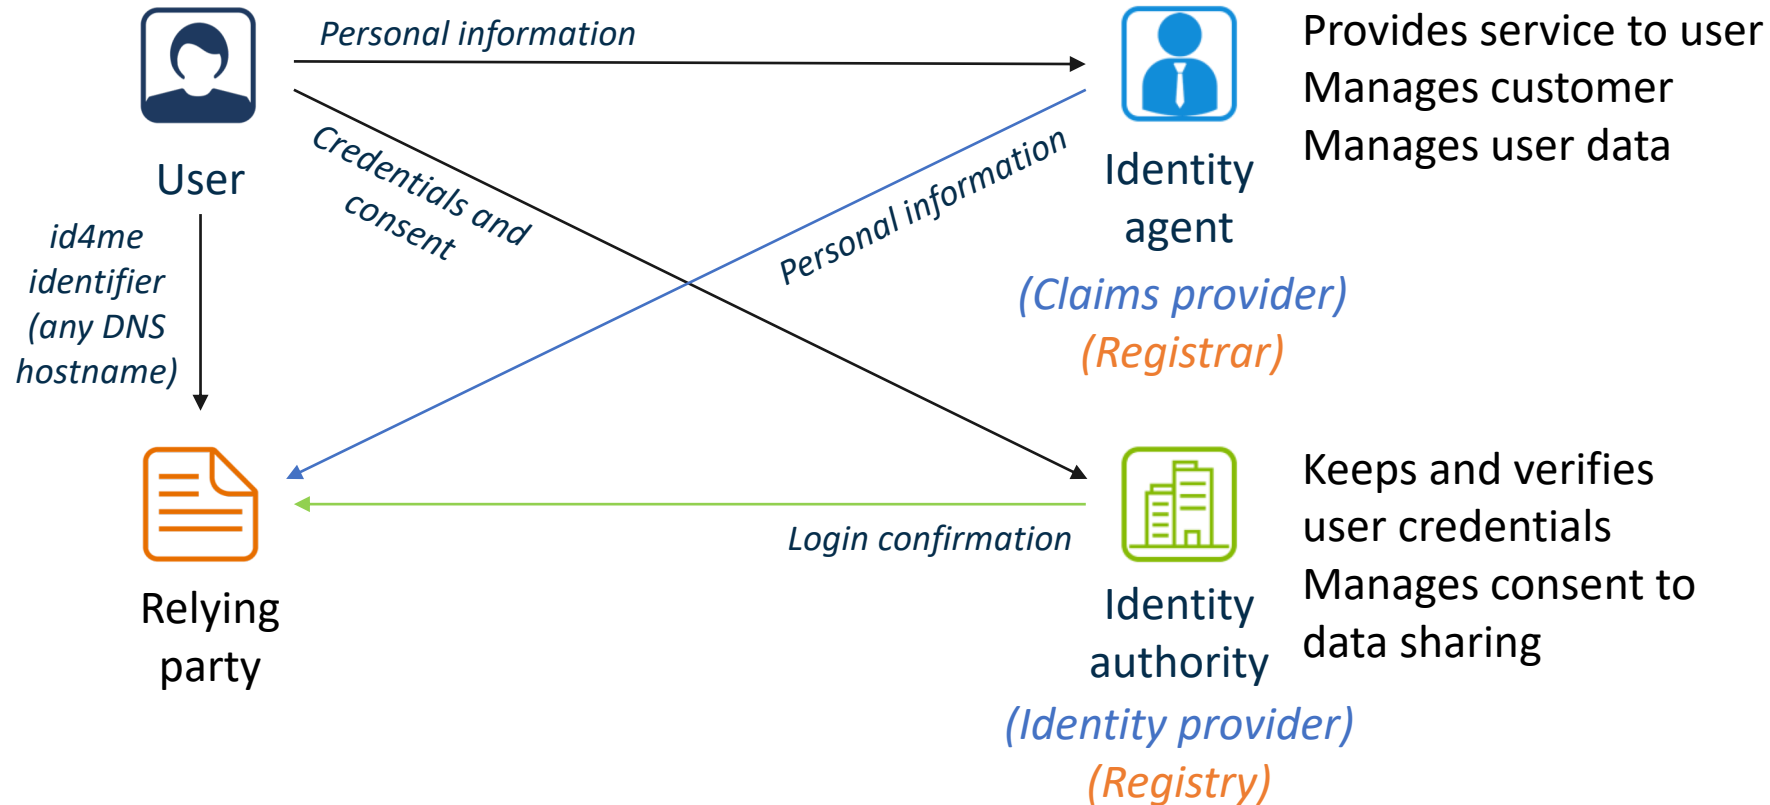 Personal information
Provides service to user
Manages customer
Manages user data
User
Credentials and
consent
Personal information
Identity
agent
(Claims provider)
(Registrar)
id4me
identifier
(any DNS
hostname)
Login confirmation
Relying
party
Identity
authority
(Identity provider)
(Registry)
Keeps and verifies
user credentials
Manages consent to
data sharing